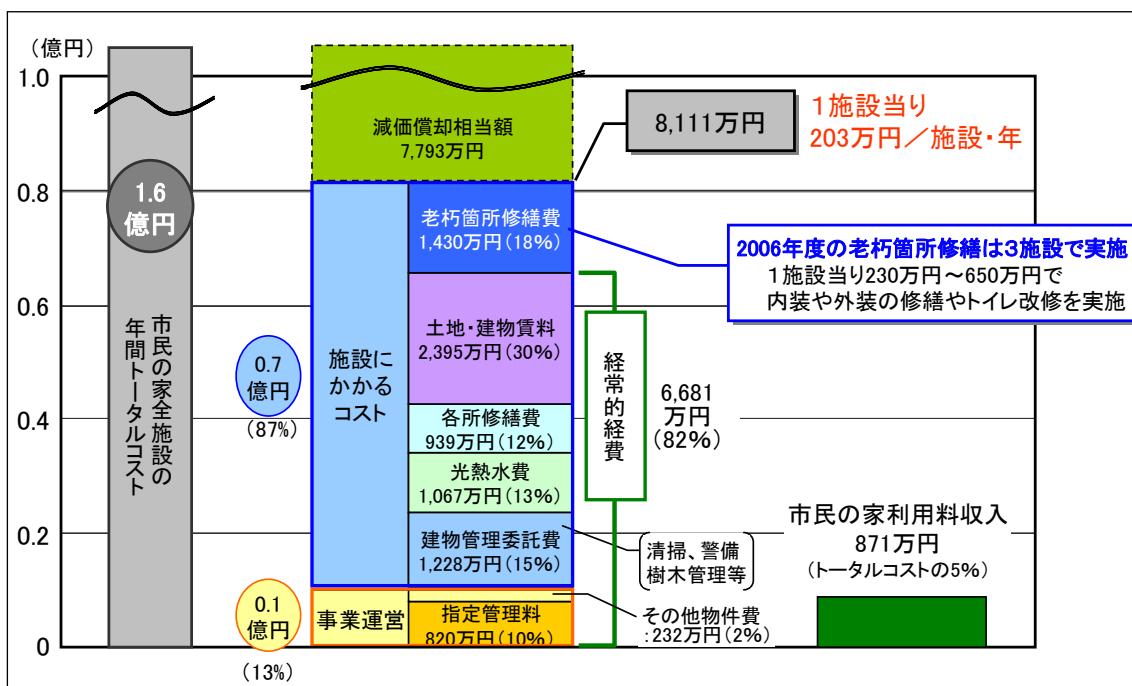 （億円）
1.0
0.8
0.6
0.4
0.2
0
1.6
億円
市民の家全施設の
年間トータルコスト
0.7
億円
（87%）
0.1
億円
（13%）
減価償却相当額
7,793万円
施設に
かかる
コスト
老朽箇所修繕費
1,430万円（18%）
土地・建物賃料
2,395万円（30%）
各所修繕費
939万円（12%）
光熱水費
1,067万円（13%）
建物管理委託費
1,228万円（15%）
事業運営
指定管理料
820万円（10%）
8,111万円
１施設当り
203万円／施設・年
2006年度の老朽箇所修繕は３施設で実施
１施設当り230万円～650万円で
内装や外装の修繕やトイレ改修を実施
経常的経費
6,681
万円
（82%）
清掃、警備
樹木管理等
その他物件費
：232万円（2%）
市民の家利用料収入
871万円
（トータルコストの5%）